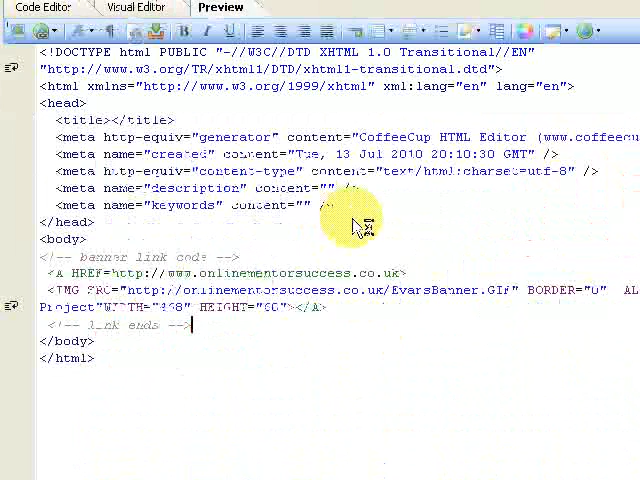 Code Editor Visual Editor Preview
<!DOCTYPE html PUBLIC "-//W3C//DTD XHTML 1.0 Transitional//EN"
"http://www.w3.org/TR/xhtml1/DTD/xhtml1-transitional.dtd">
<html xmlns="http://www.w3.org/1999/xhtml" xml:lang="en" lang="en">
<head>
<title></title>
<meta http-equiv="generator" content="CoffeeCup HTML Editor (www.coffeecu
<meta name="created" content="Tue, 13 Jul 2010 20:10:30 GMT" />
<meta http-equiv="content-type" content="text/html;charset=utf-8" />
<meta name="description" content="" />
<meta name="keywords" content="" />
</head>
<body>
<!-- banner link code -->
<A HREF=http://www.onlinementorsuccess.co.uk>
<IMG SRC="http://onlinementorsuccess.co.uk/EvarsBanner.GIF" BORDER="0" AL
Project"WIDTH="468" HEIGHT="60"></A>
<!-- link ends -->
</body>
</html>